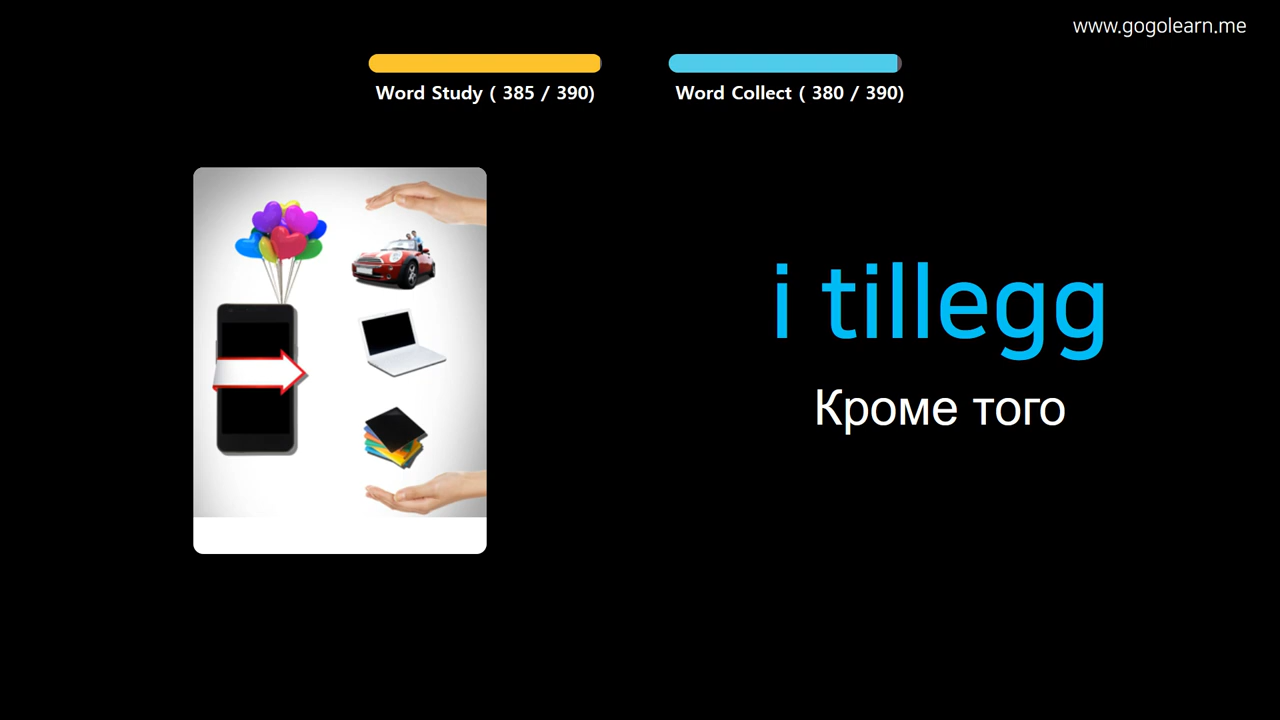 www.gogolearn.me
Word Study ( 385 / 390)
Word Collect ( 380 / 390)
i tillegg
Кроме того